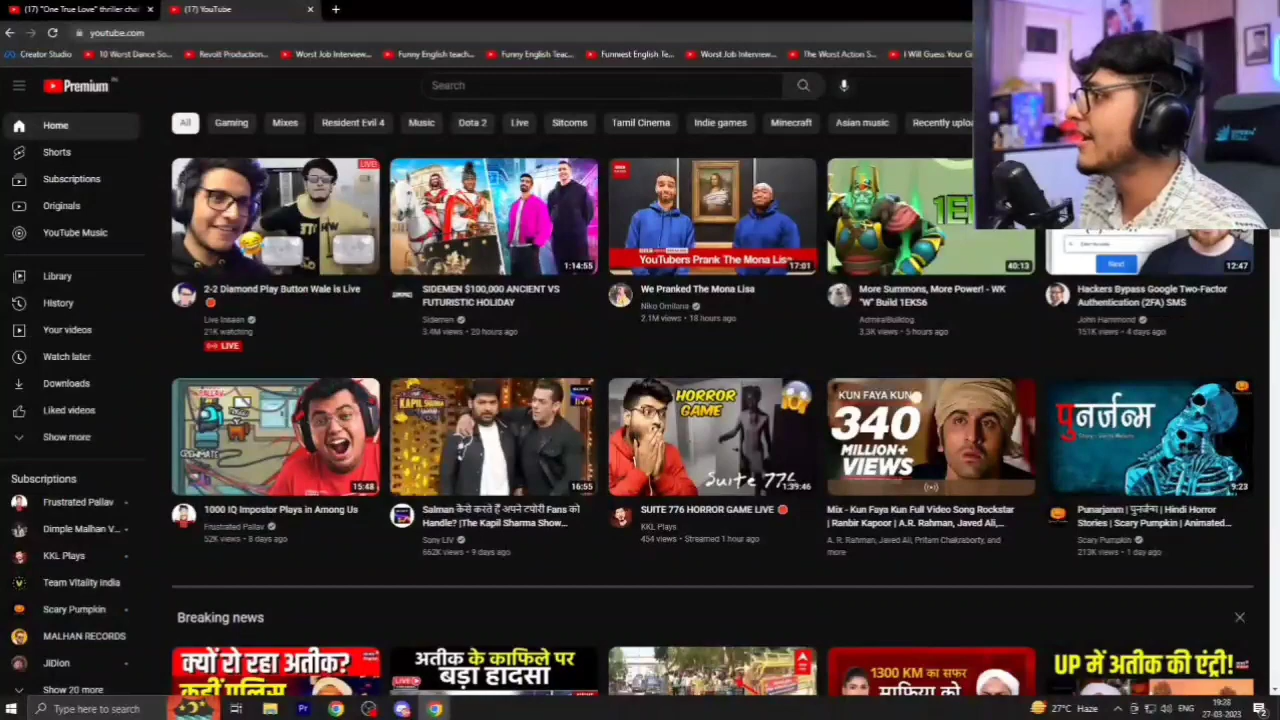 (17) "One True Love" thriller cha
(17) YouTube
youtube.com
Creator Studio
10 Worst Dance So...
Revolt Production...
Worst Job Interview...
Funny English teach...
Funny English Teac...
Funnest English Te...
Worst Job Interview...
The Worst Action S...
I Will Guess Your G
Premium
Search
All
Gaming
Mixes
Resident Evil 4
Music
Dota 2
Live
Sitcoms
Tamil Cinema
Indie games
Minecraft
Asian music
Recently uploa
Home
Shorts
Subscriptions
Originals
YouTube Music
Library
History
Your videos
Watch later
Downloads
Liked videos
Show more
Subscriptions
Frustrated Pallav
Dimple Malhan V...
KKL Plays
Team Vitality India
Scary Pumpkin
MALHAN RECORDS
JiDion
Show 20 more
LIVE!
2-2 Diamond Play Button Wale is Live
Live Insaan
21K watching
LIVE
1:14:55
SIDEMEN $100,000 ANCIENT VS
FUTURISTIC HOLIDAY
Sidemen
3.4M views • 20 hours ago
YouTubers Prank The Mona Lisa
17:01
We Pranked The Mona Lisa
Niko Omilana
2.1M views • 18 hours ago
40:13
More Summons, More Power! - WK
"W" Build 1EKS6
AdmiralBulldog
3.3K views • 5 hours ago
Next
12:47
Hackers Bypass Google Two-Factor
Authentication (2FA) SMS
John Hammond
151K views • 4 days ago
CREWMATE
15:48
1000 IQ Impostor Plays in Among Us
Frustrated Pallav
52K views • 8 days ago
KAPIL SHARMA
16:55
Salman कैसे करते हैं अपने टपोरी Fans को
Handle? |The Kapil Sharma Show...
Sony LIV
662K views • 9 days ago
HORROR
GAME
Suite 776
1:39:46
SUITE 776 HORROR GAME LIVE
KKL Plays
454 views • Streamed 1 hour ago
KUN FAYA KUN
340
MILLION+
VIEWS
Mix - Kun Faya Kun Full Video Song Rockstar
| Ranbir Kapoor | A.R. Rahman, Javed Ali,...
A. R. Rahman, Javed Ali, Pritam Chakraborty, and
more
पुनर्जन्म
9:23
Punarjanm | पुनर्जन्म | Hindi Horror
Stories | Scary Pumpkin | Animated...
Scary Pumpkin
213K views • 1 day ago
Breaking news
क्यों रो रहा अतीक?
कहीं पुलिस
अतीक के काफिले पर
LIVE
बड़ा हादसा
1300 KM का सफर
माफिया को
UP में अतीक की एंट्री!
Type here to search
27°C Haze
ENG
19:28
27-03-2023